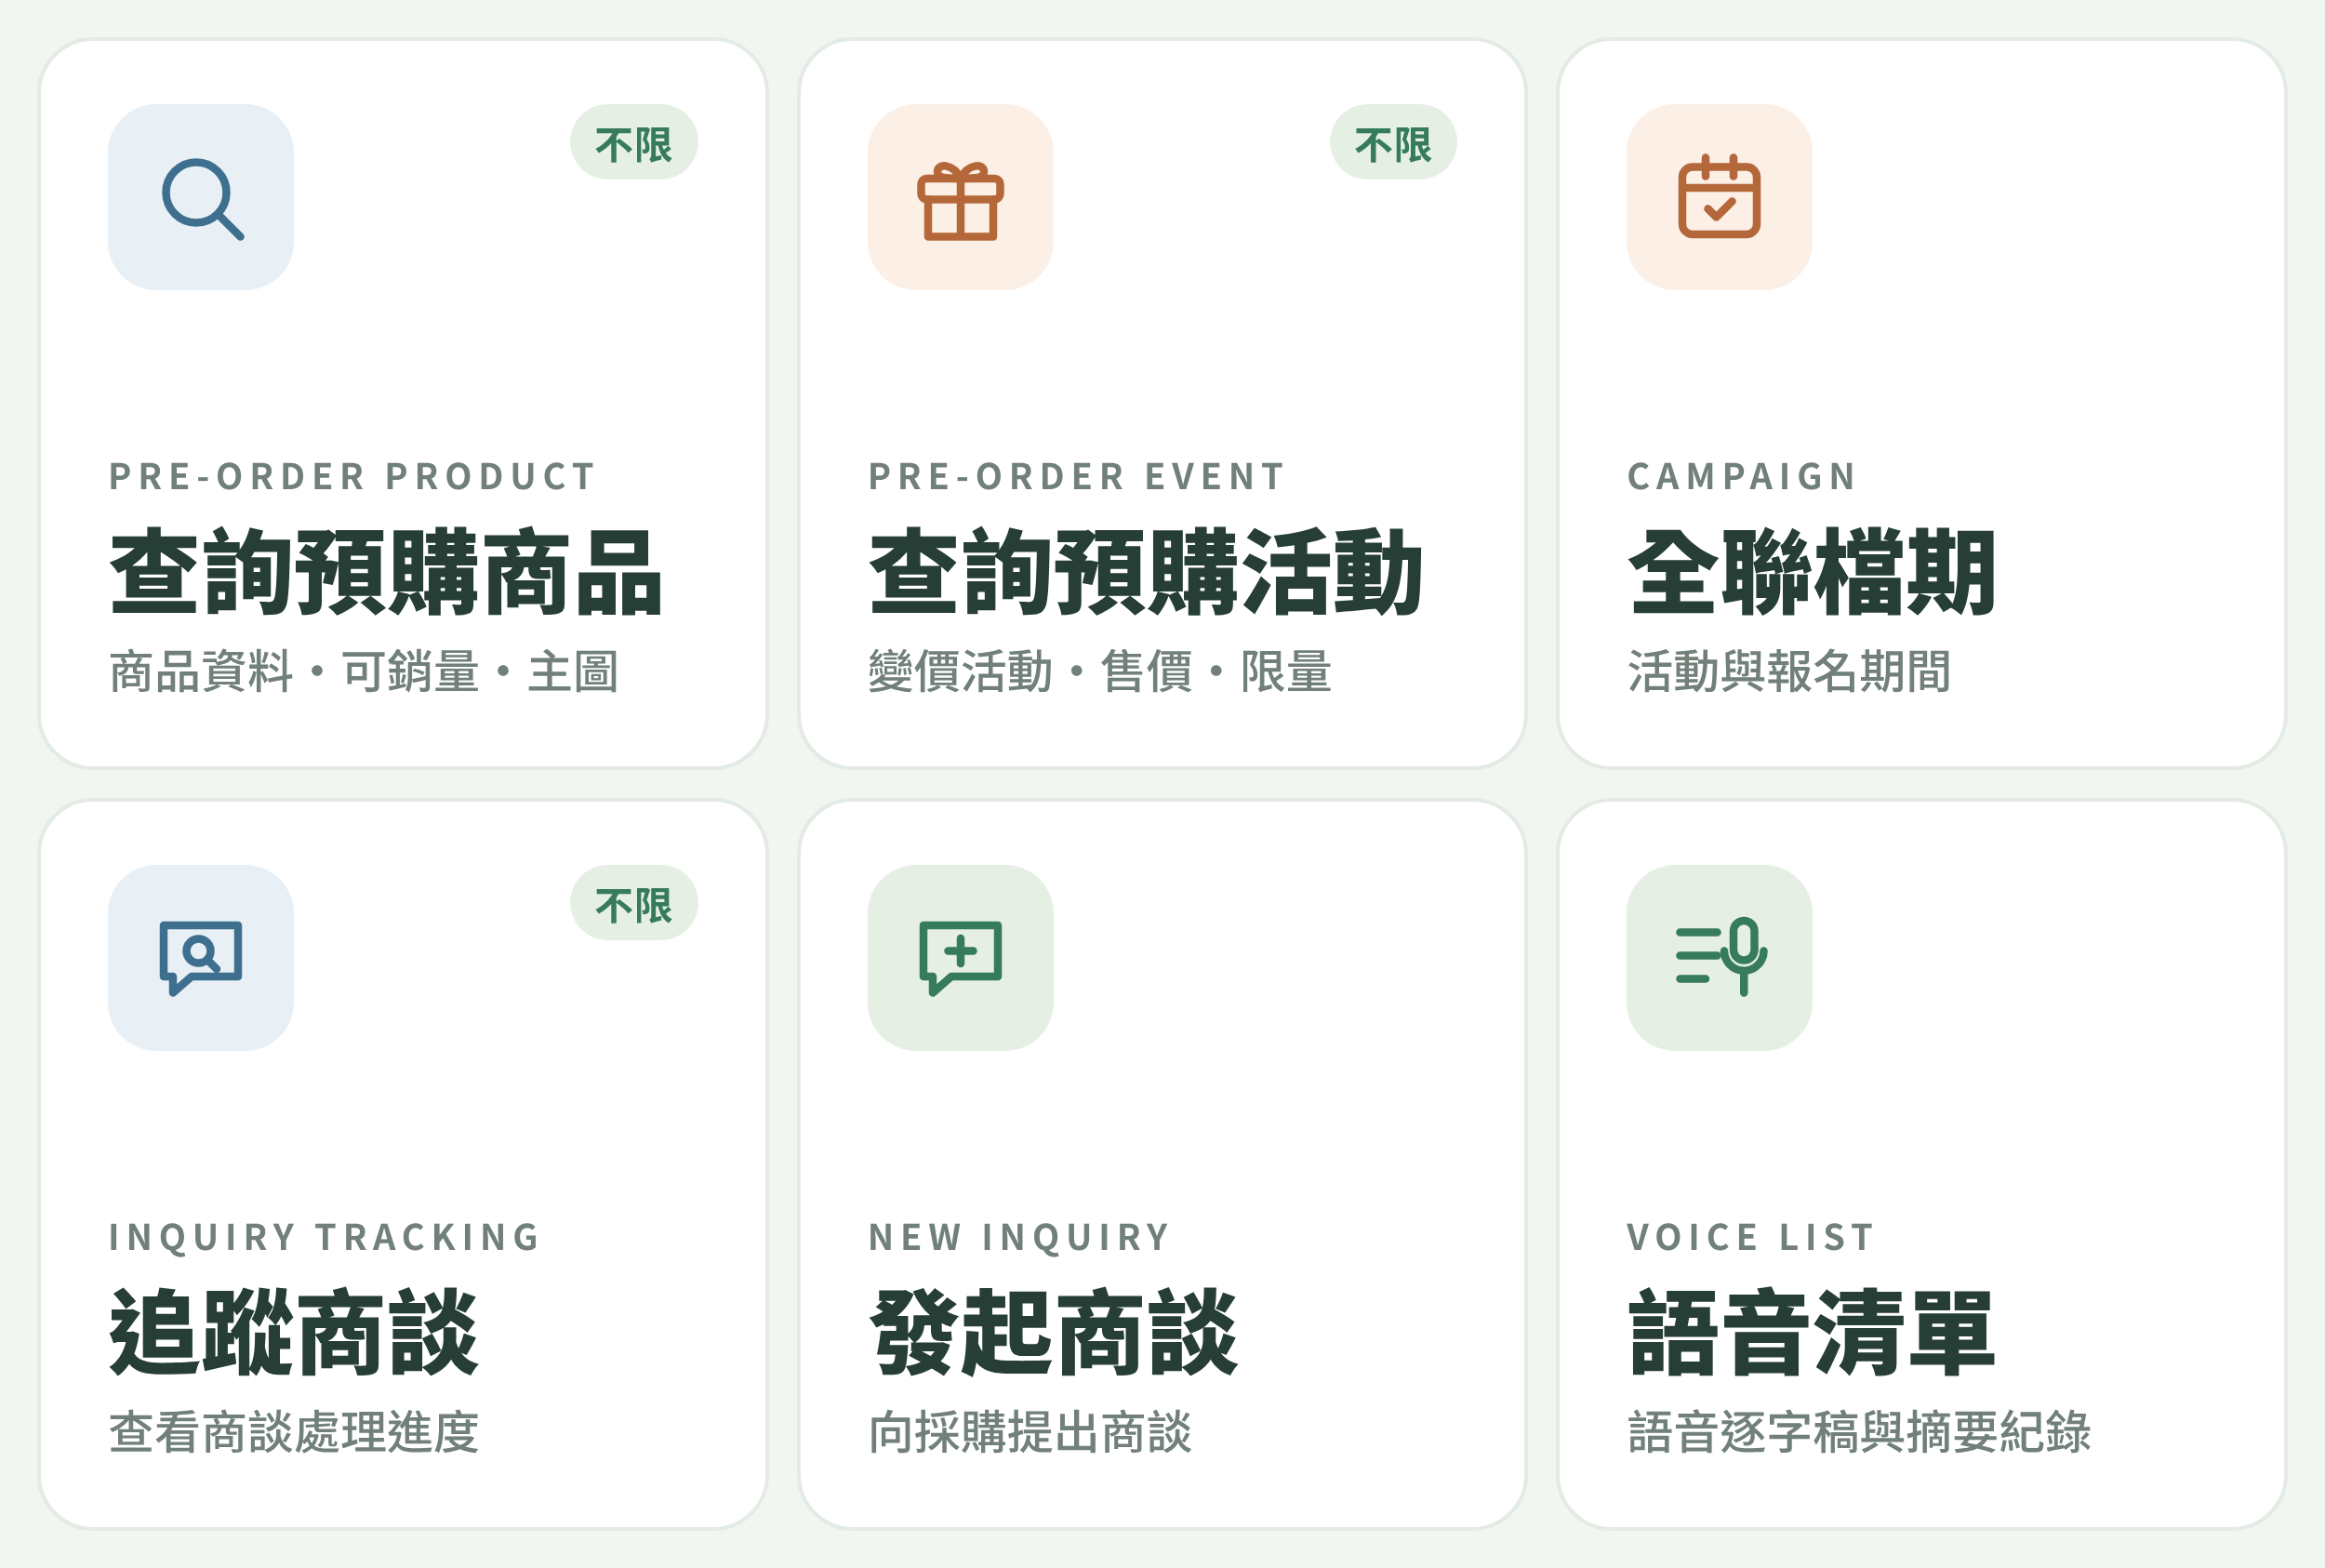 不限
PRE-ORDER PRODUCT
查詢預購商品
商品資料・可銷量・主圖
不限
PRE-ORDER EVENT
查詢預購活動
變價活動・售價・限量
CAMPAIGN
全聯檔期
活動與報名期間
不限
INQUIRY TRACKING
追蹤商談
查看商談處理進度
NEW INQUIRY
發起商談
向採購提出商談
VOICE LIST
語音清單
語音逐字稿與摘要紀錄